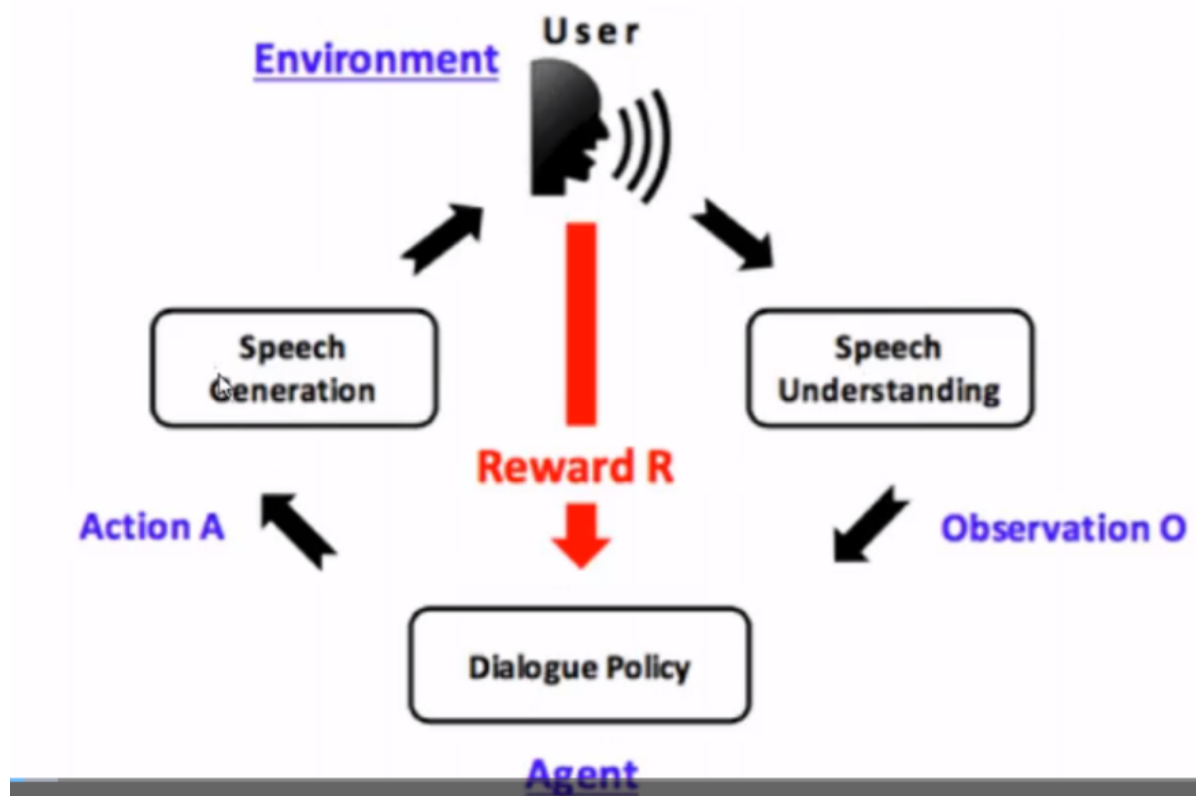 User
Environment
Speech
Generation
Speech
Understanding
Reward R
Action A
Observation O
Dialogue Policy
Agent